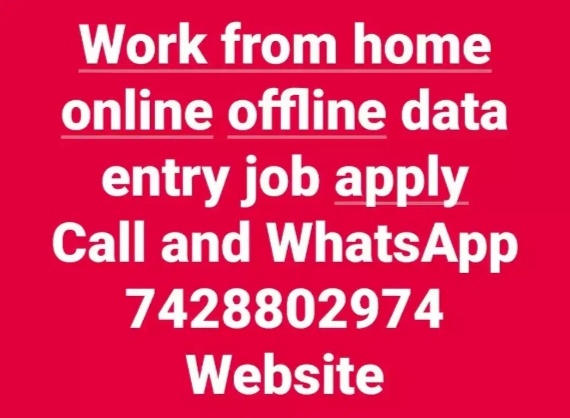 Work from home
online offline data
entry job apply
Call and WhatsApp
7428802974
Website